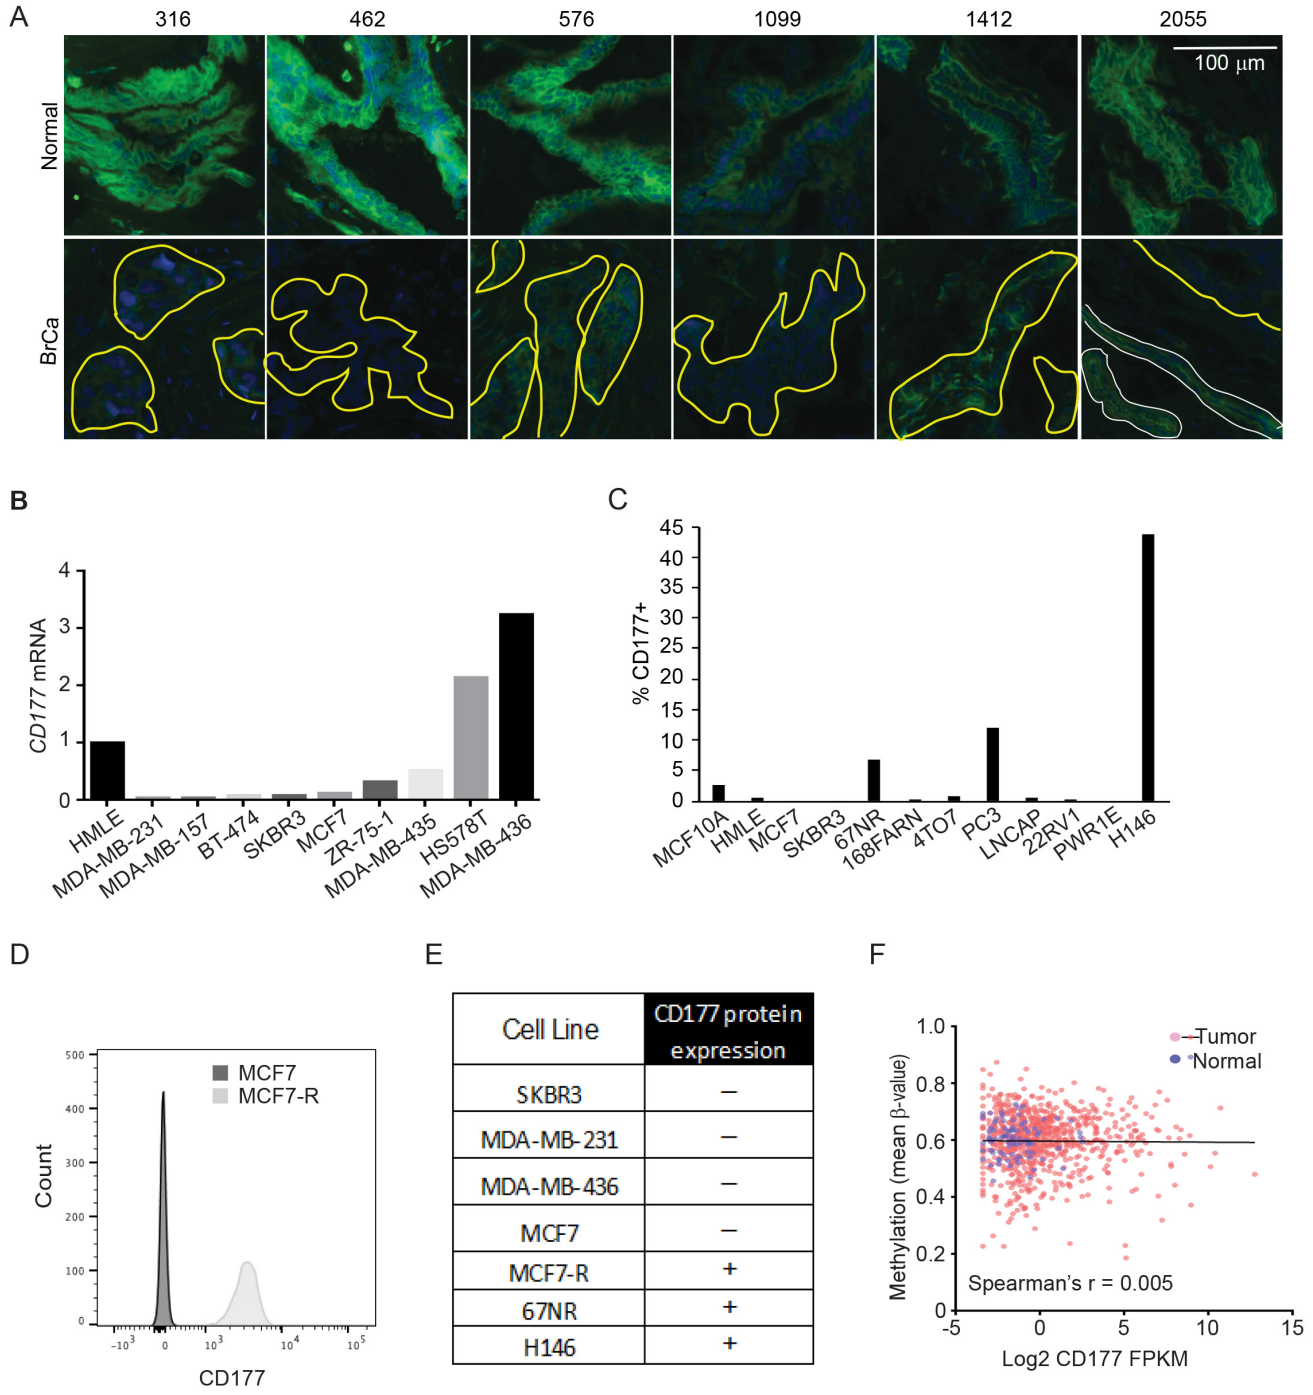 A
316 462 576 1099 1412 2055
100 μm
Normal
BrCa
B
CD177 mRNA
4
3
2
1
0
HMLE
MDA-MB-231
MDA-MB-157
BT-474
SKBR3
MCF7
ZR-75-1
MDA-MB-435
HS578T
MDA-MB-436
C
% CD177+
45
40
35
30
25
20
15
10
5
0
MCF10A
HMLE
MCF7
SKBR3
67NR
168FARN
4TO7
PC3
LNCAP
22RV1
PWR1E
H146
D
Count
500
400
300
200
100
0
MCF7
MCF7-R
-10³ 0 10³ 10⁴ 10⁵
CD177
E
Cell Line CD177 protein
expression
SKBR3 –
MDA-MB-231 –
MDA-MB-436 –
MCF7 –
MCF7-R +
67NR +
H146 +
F
Methylation (mean β-value)
1.0
0.8
0.6
0.4
0.2
0
Tumor
Normal
Spearman's r = 0.005
-5 0 5 10 15
Log2 CD177 FPKM